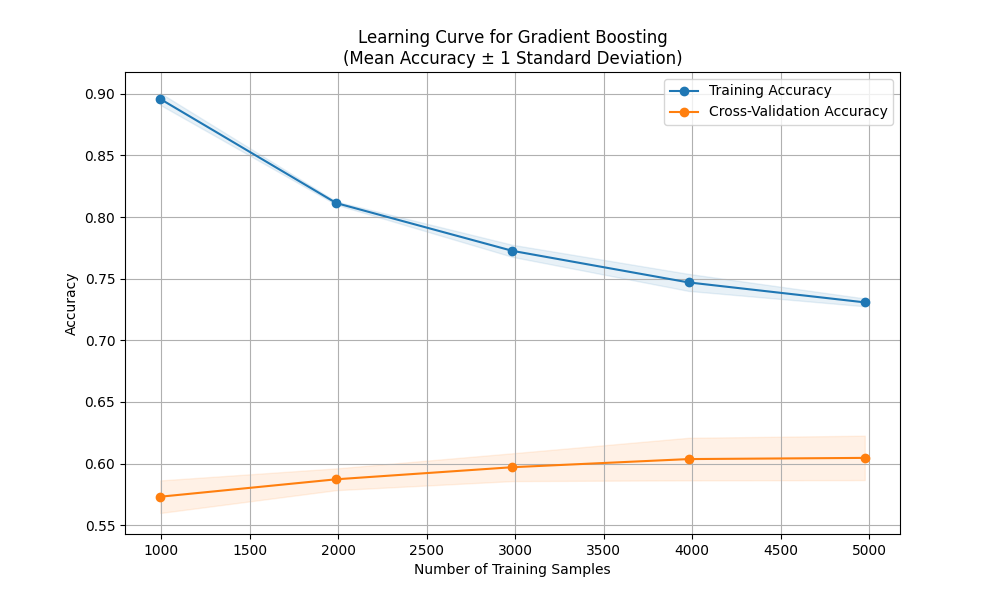 Learning Curve for Gradient Boosting
(Mean Accuracy ± 1 Standard Deviation)
Training Accuracy
Cross-Validation Accuracy
Accuracy
0.90
0.85
0.80
0.75
0.70
0.65
0.60
0.55
1000 1500 2000 2500 3000 3500 4000 4500 5000
Number of Training Samples